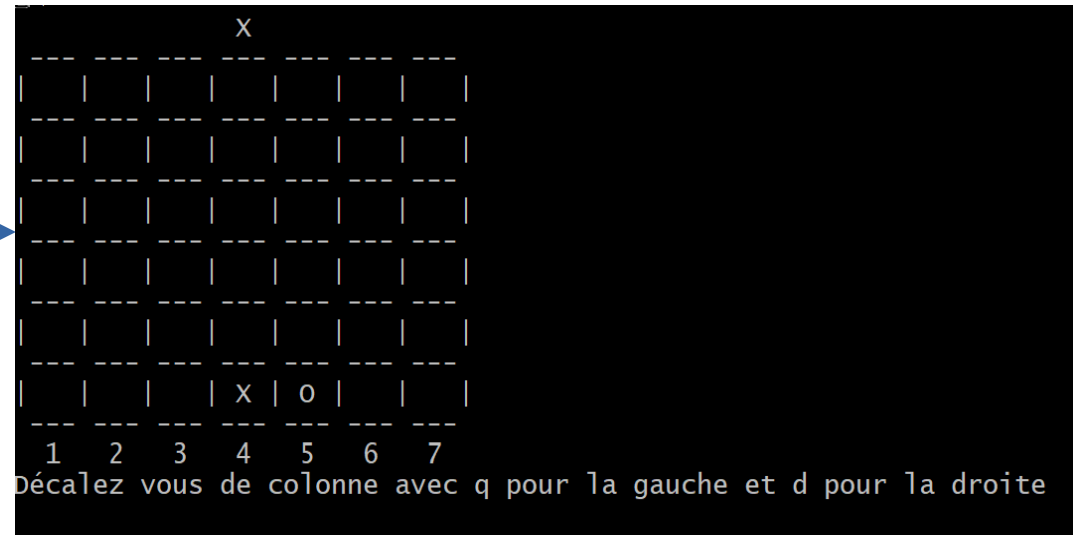 X
--- --- --- --- --- --- ---
|   |   |   |   |   |   |   |
--- --- --- --- --- --- ---
|   |   |   |   |   |   |   |
--- --- --- --- --- --- ---
|   |   |   |   |   |   |   |
--- --- --- --- --- --- ---
|   |   |   |   |   |   |   |
--- --- --- --- --- --- ---
|   |   |   |   |   |   |   |
--- --- --- --- --- --- ---
|   |   |   | X | O |   |   |
--- --- --- --- --- --- ---
1 2 3 4 5 6 7
Décalez vous de colonne avec q pour la gauche et d pour la droite